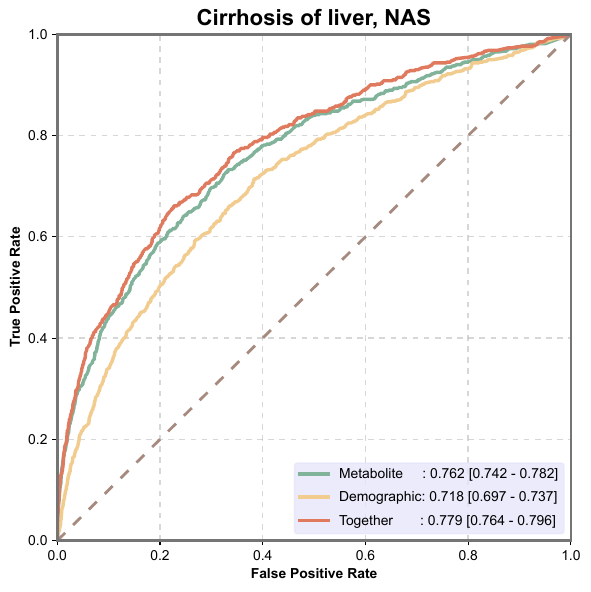 Cirrhosis of liver, NAS
1.0
0.8
0.6
0.4
0.2
0.0
True Positive Rate
Metabolite : 0.762 [0.742 - 0.782]
Demographic: 0.718 [0.697 - 0.737]
Together : 0.779 [0.764 - 0.796]
0.0 0.2 0.4 0.6 0.8 1.0
False Positive Rate